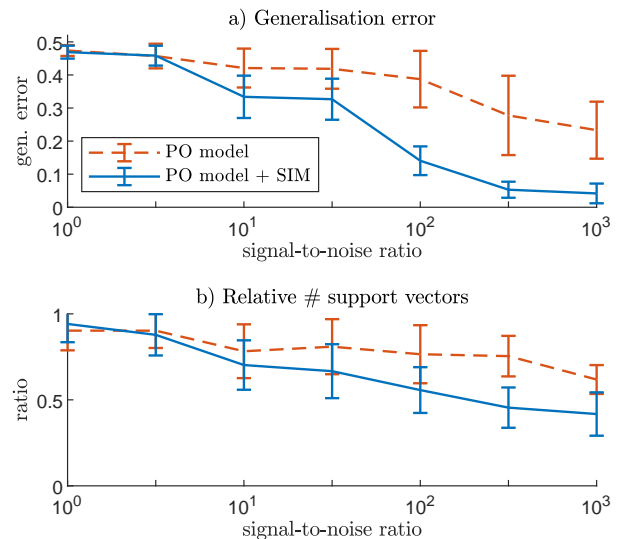 a) Generalisation error
gen. error
0.5
0.4
0.3
0.2
0.1
0
PO model
PO model + SIM
10^0
10^1
10^2
10^3
signal-to-noise ratio
b) Relative # support vectors
ratio
1
0.5
0
10^0
10^1
10^2
10^3
signal-to-noise ratio